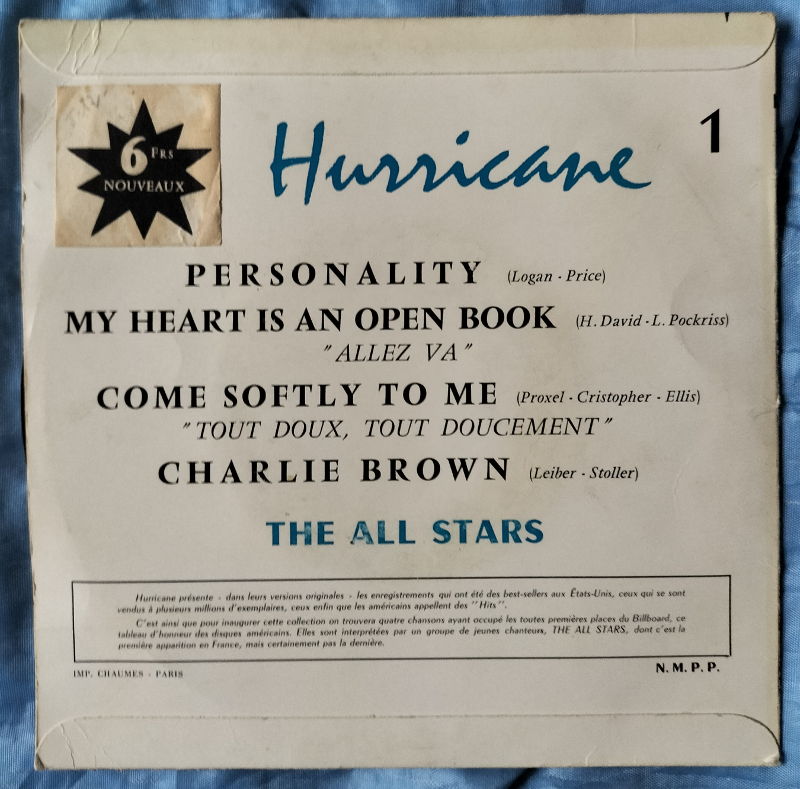 6 FRS
NOUVEAUX
Hurricane
1
PERSONALITY (Logan - Price)
MY HEART IS AN OPEN BOOK (H. David - L. Pockriss)
"ALLEZ VA"
COME SOFTLY TO ME (Proxel - Cristopher - Ellis)
"TOUT DOUX, TOUT DOUCEMENT"
CHARLIE BROWN (Leiber - Stoller)
THE ALL STARS
Hurricane présente - dans leurs versions originales - les enregistrements qui ont été des best-sellers aux États-Unis, ceux qui se sont
vendus à plusieurs millions d'exemplaires, ceux enfin que les américains appellent des "Hits".
C'est ainsi que pour inaugurer cette collection on trouvera quatre chansons ayant occupé les toutes premières places du Billboard, ce
tableau d'honneur des disques américains. Elles sont interprétées par un groupe de jeunes chanteurs, THE ALL STARS, dont c'est la
première apparition en France, mais certainement pas la dernière.
IMP. CHAUMES - PARIS
N. M. P. P.